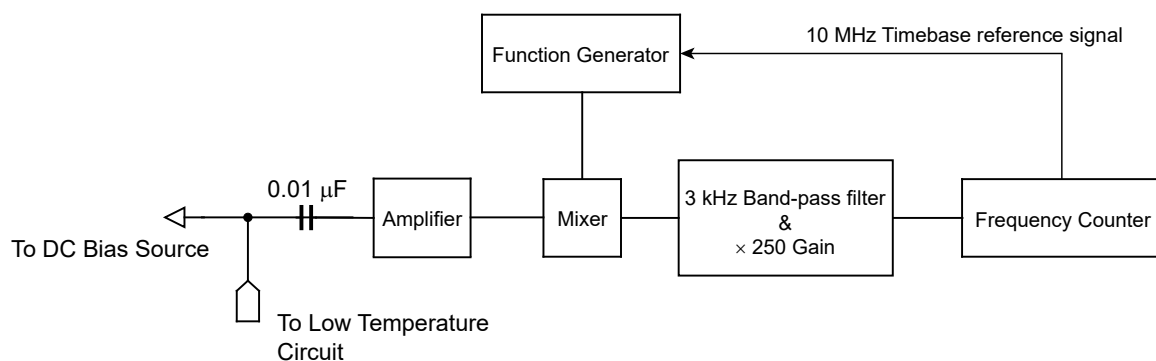 10 MHz Timebase reference signal
Function Generator
0.01 μF
Amplifier
Mixer
3 kHz Band-pass filter
&
× 250 Gain
Frequency Counter
To DC Bias Source
To Low Temperature
Circuit